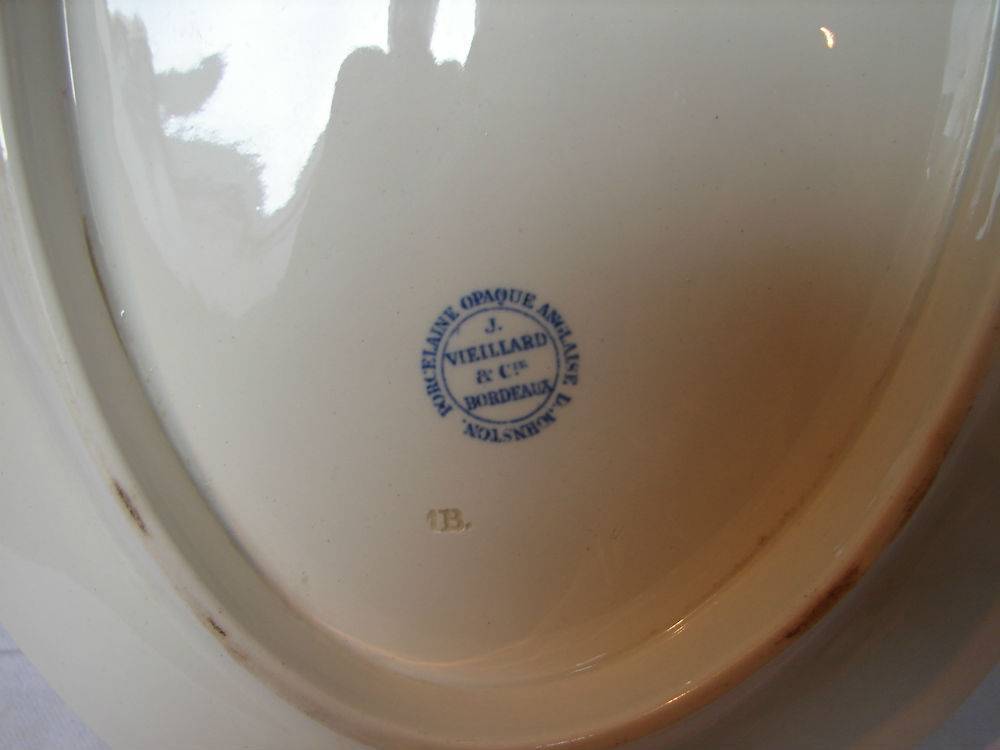 PORCELAINE OPAQUE ANGLAISE D. JOHNSTON.
J.
VIEILLARD
& CIE
BORDEAUX
1B.